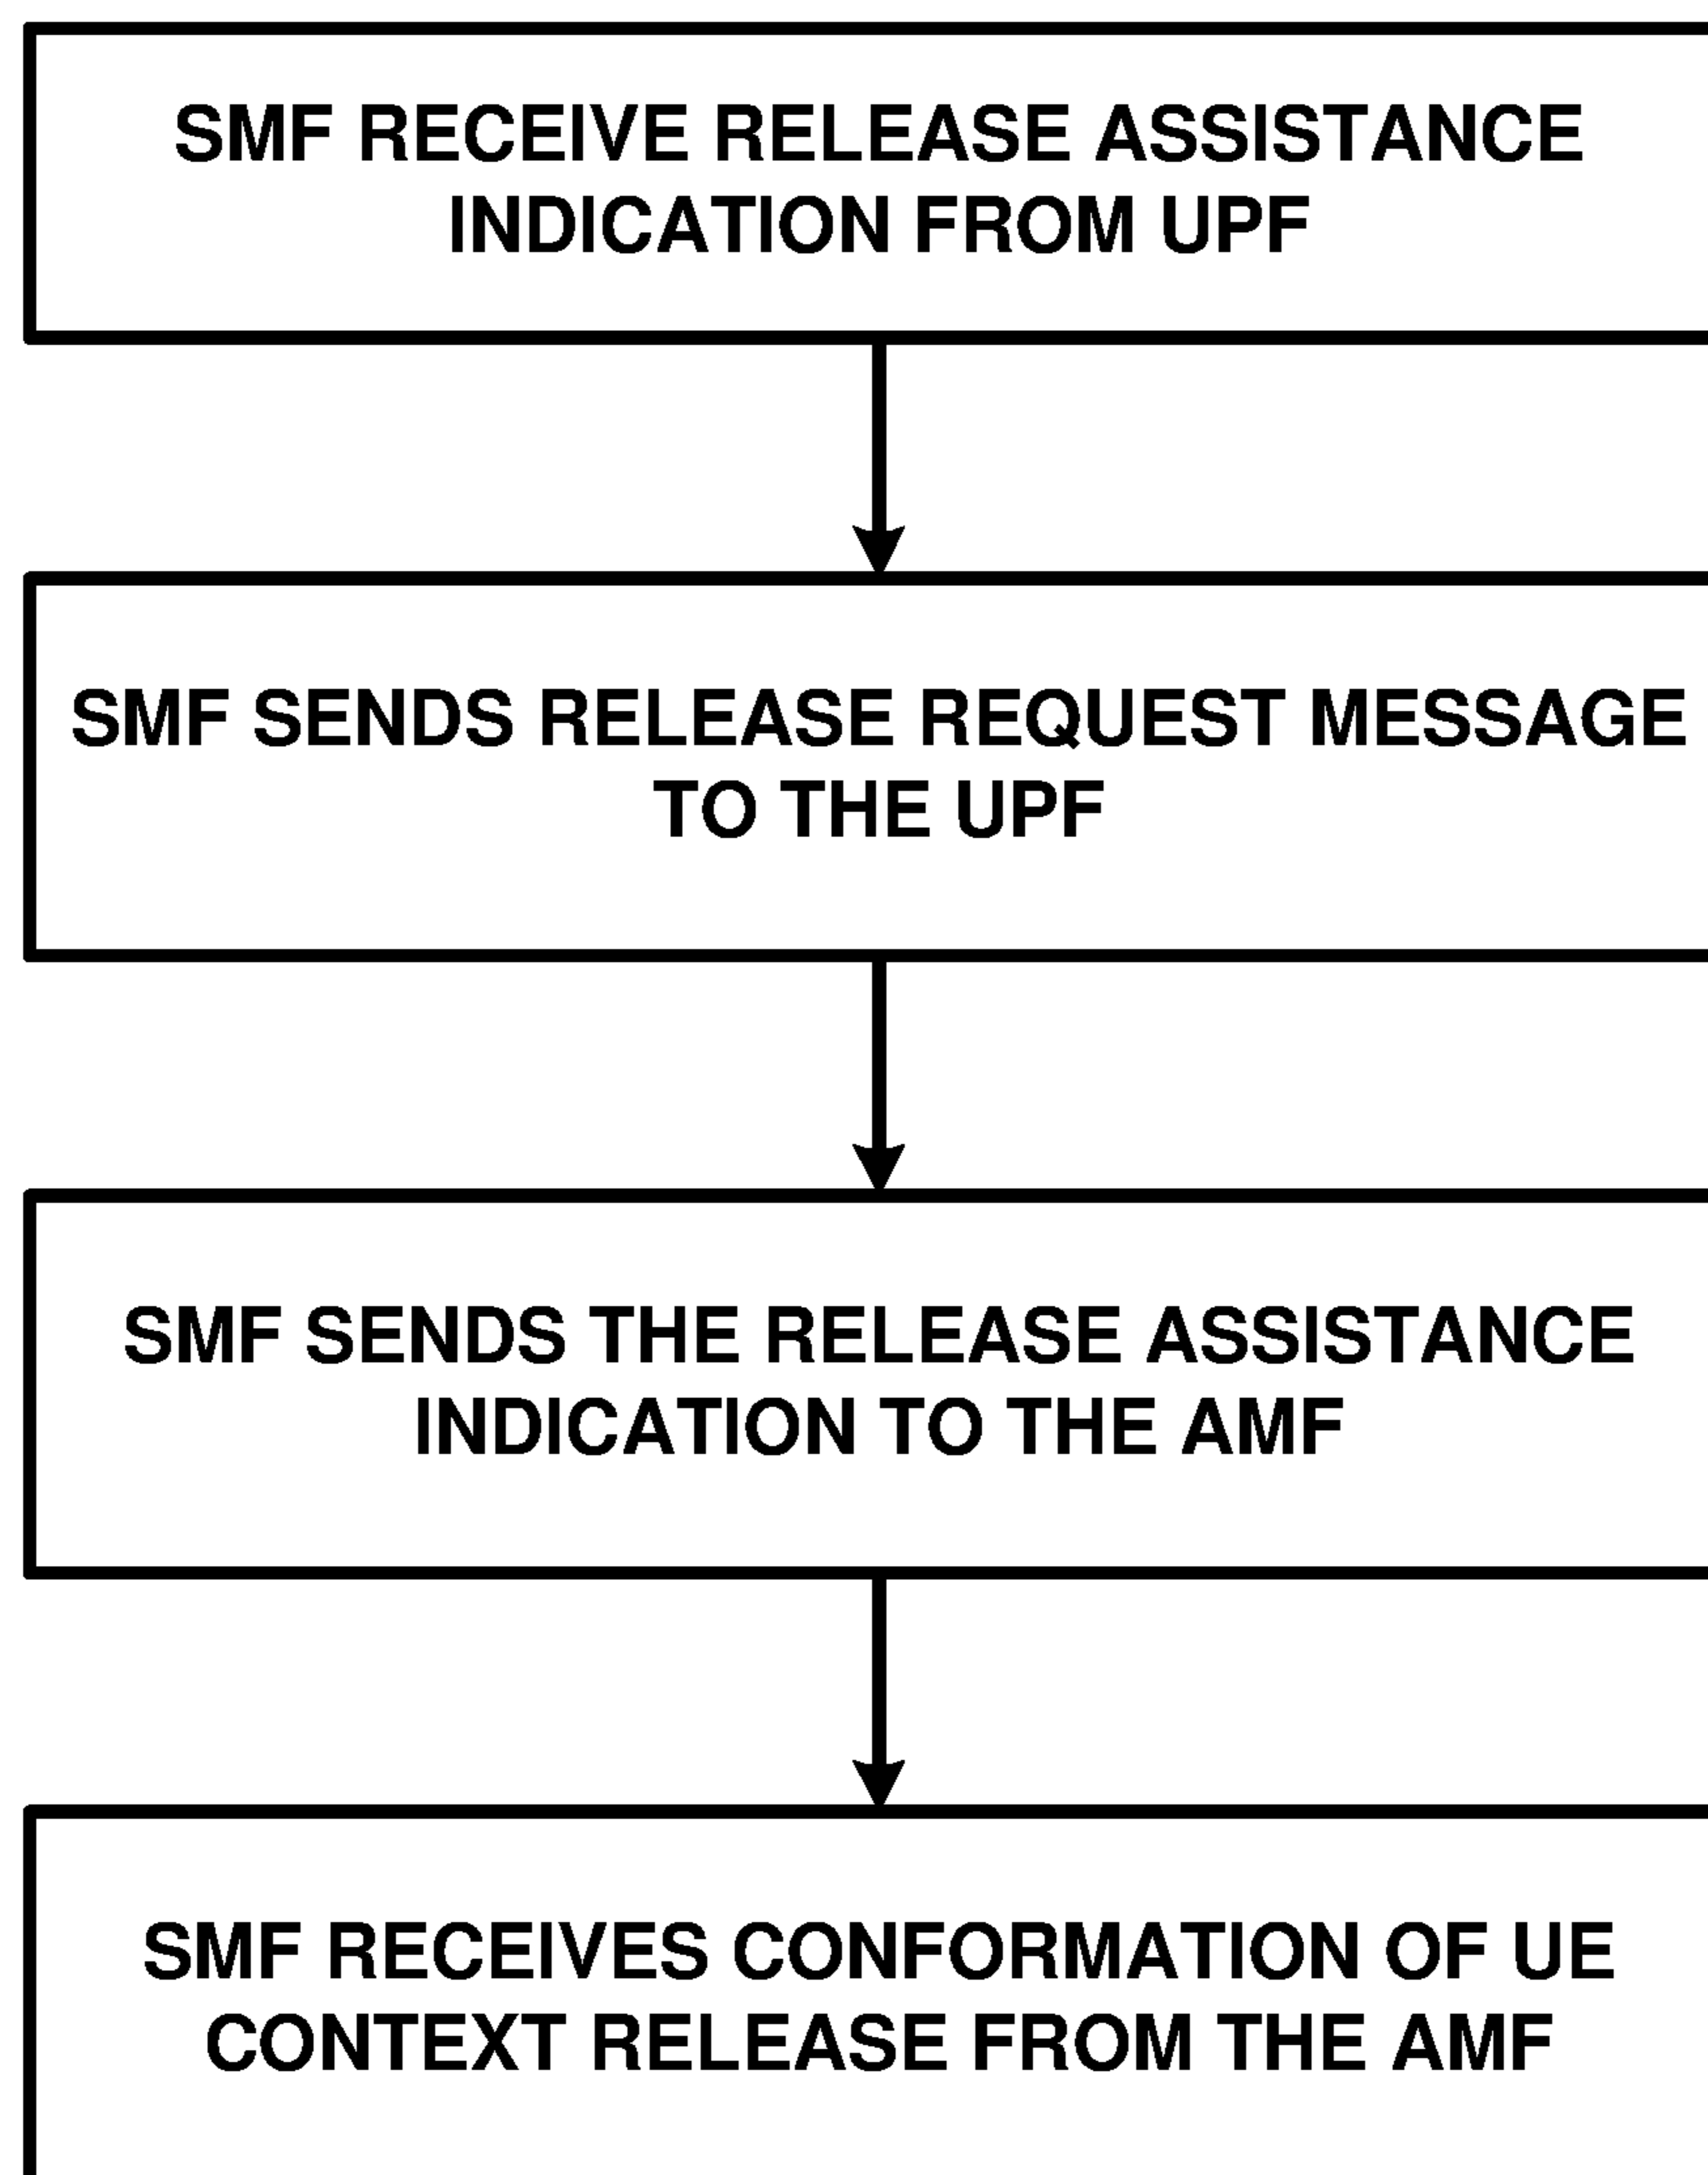 SMF RECEIVE RELEASE ASSISTANCE
INDICATION FROM UPF
SMF SENDS RELEASE REQUEST MESSAGE
TO THE UPF
SMF SENDS THE RELEASE ASSISTANCE
INDICATION TO THE AMF
SMF RECEIVES CONFORMATION OF UE
CONTEXT RELEASE FROM THE AMF